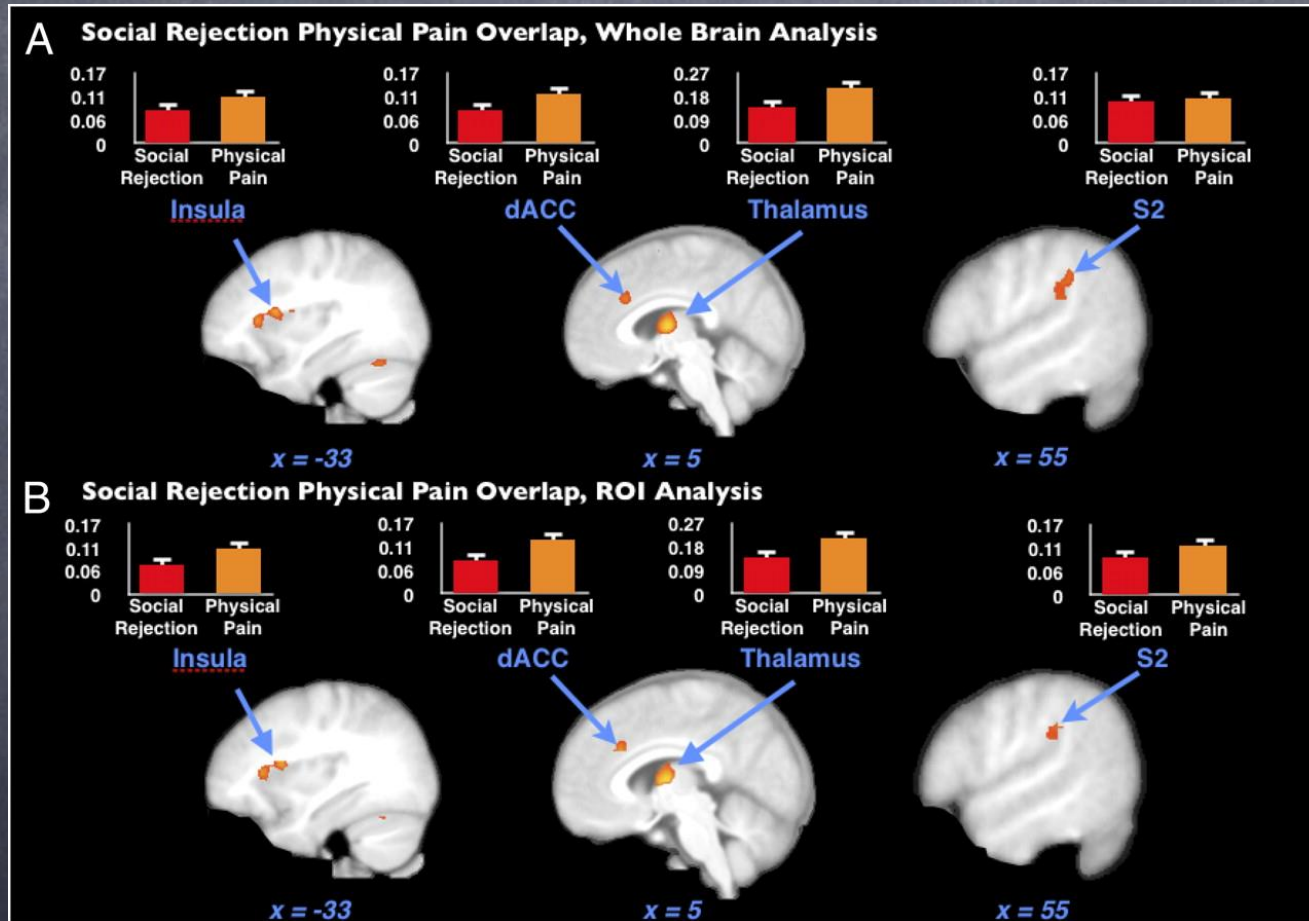 A
Social Rejection Physical Pain Overlap, Whole Brain Analysis
0.17
0.11
0.06
0
Social Rejection
Physical Pain
Insula
0.17
0.11
0.06
0
Social Rejection
Physical Pain
dACC
0.27
0.18
0.09
0
Social Rejection
Physical Pain
Thalamus
0.17
0.11
0.06
0
Social Rejection
Physical Pain
S2
x = -33
x = 5
x = 55
B
Social Rejection Physical Pain Overlap, ROI Analysis
0.17
0.11
0.06
0
Social Rejection
Physical Pain
Insula
0.17
0.11
0.06
0
Social Rejection
Physical Pain
dACC
0.27
0.18
0.09
0
Social Rejection
Physical Pain
Thalamus
0.17
0.11
0.06
0
Social Rejection
Physical Pain
S2
x = -33
x = 5
x = 55